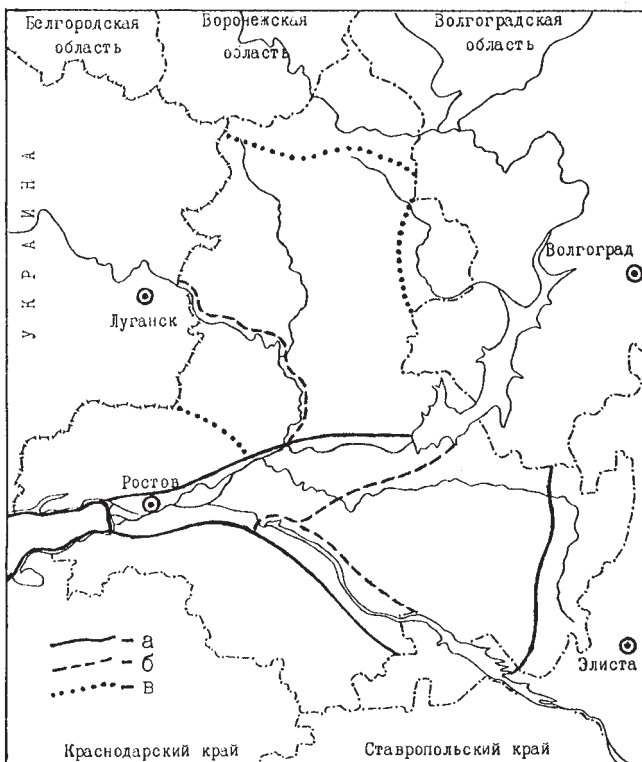 Белгородская
область
Воронежская
область
Волгоградская
область
УКРАИНА
Волгоград
Луганск
Ростов
Элиста
а
б
в
Краснодарский край
Ставропольский край